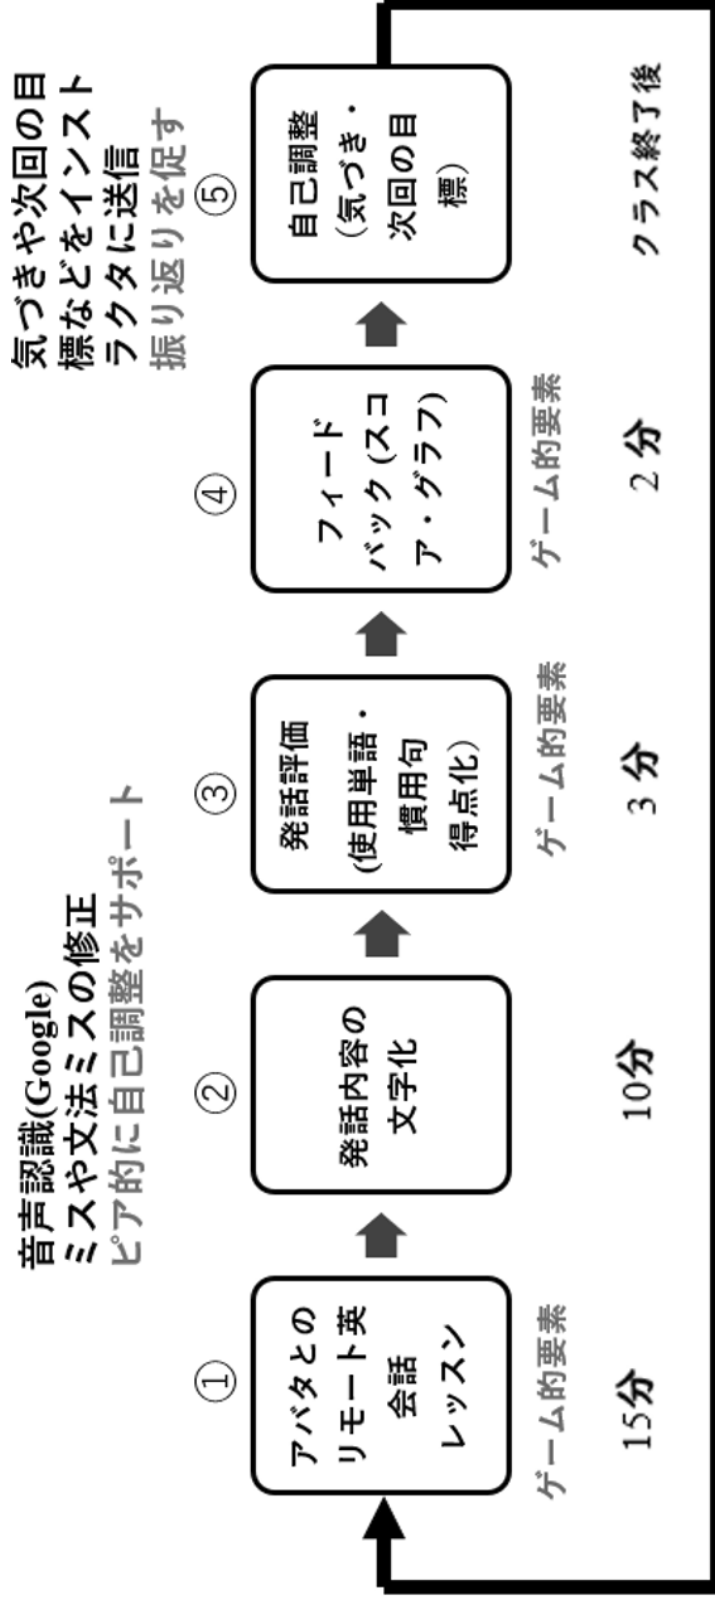 音声認識(Google)
ミスや文法ミスの修正
ピア的に自己調整をサポート
気づきや次回の目
標などをインスト
ラクタに送信
振り返りを促す
①
アバタとの
リモート英
会話
レッスン
ゲーム的要素
15分
②
発話内容の
文字化
10分
③
発話評価
(使用単語・
慣用句
得点化）
ゲーム的要素
3 分
④
フィード
バック (スコ
ア・グラフ)
ゲーム的要素
2 分
⑤
自己調整
（気づき・
次回の目
標）
クラス終了後